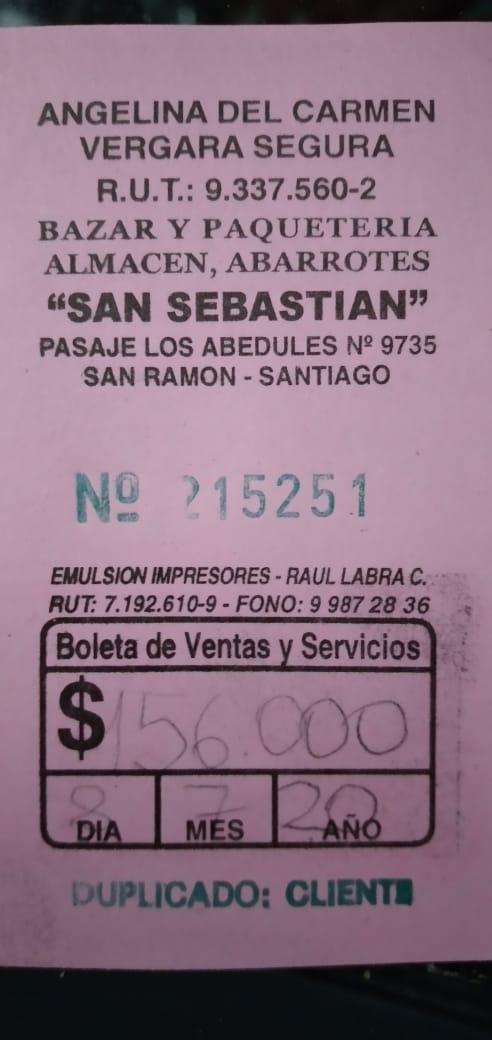 ANGELINA DEL CARMEN
VERGARA SEGURA
R.U.T.: 9.337.560-2
BAZAR Y PAQUETERIA
ALMACEN, ABARROTES
“SAN SEBASTIAN”
PASAJE LOS ABEDULES Nº 9735
SAN RAMON - SANTIAGO
Nº 215251
EMULSION IMPRESORES - RAUL LABRA C.
RUT: 7.192.610-9 - FONO: 9 987 28 36
Boleta de Ventas y Servicios
$ 156.000
8 7 20
DIA MES AÑO
DUPLICADO: CLIENTE